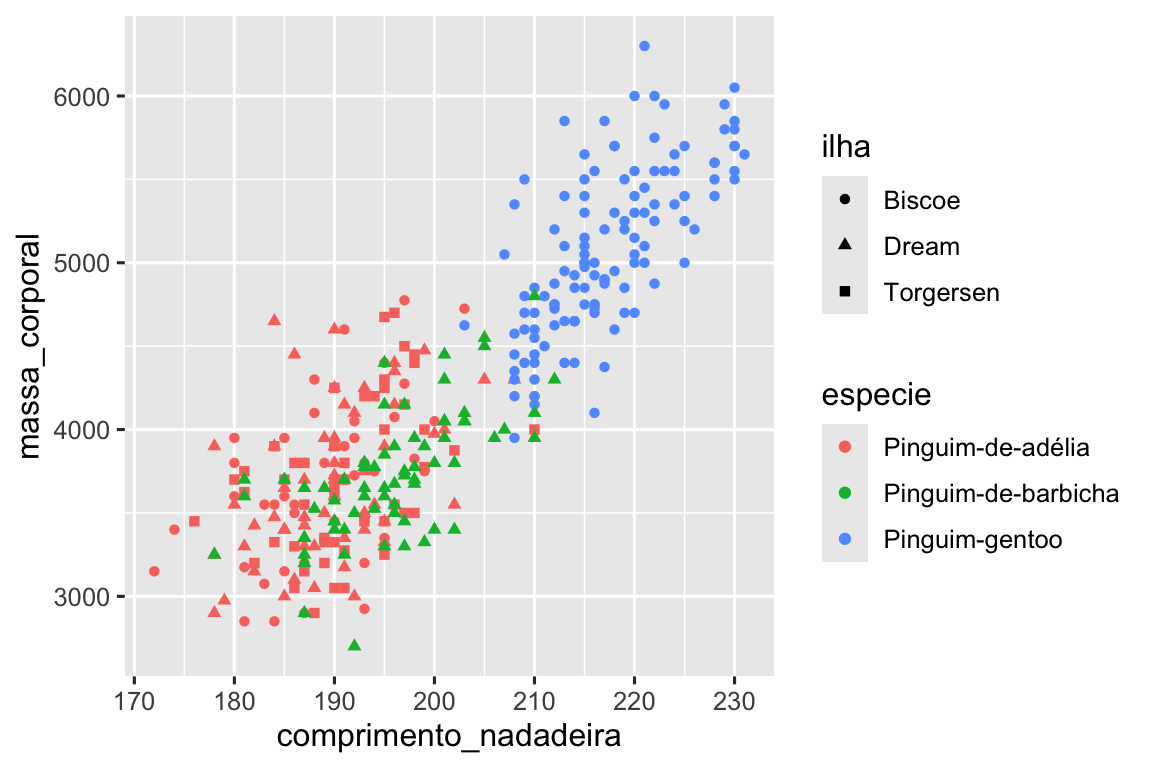 6000
5000
4000
3000
massa_corporal
170 180 190 200 210 220 230
comprimento_nadadeira
ilha
Biscoe
Dream
Torgersen
especie
Pinguim-de-adélia
Pinguim-de-barbicha
Pinguim-gentoo